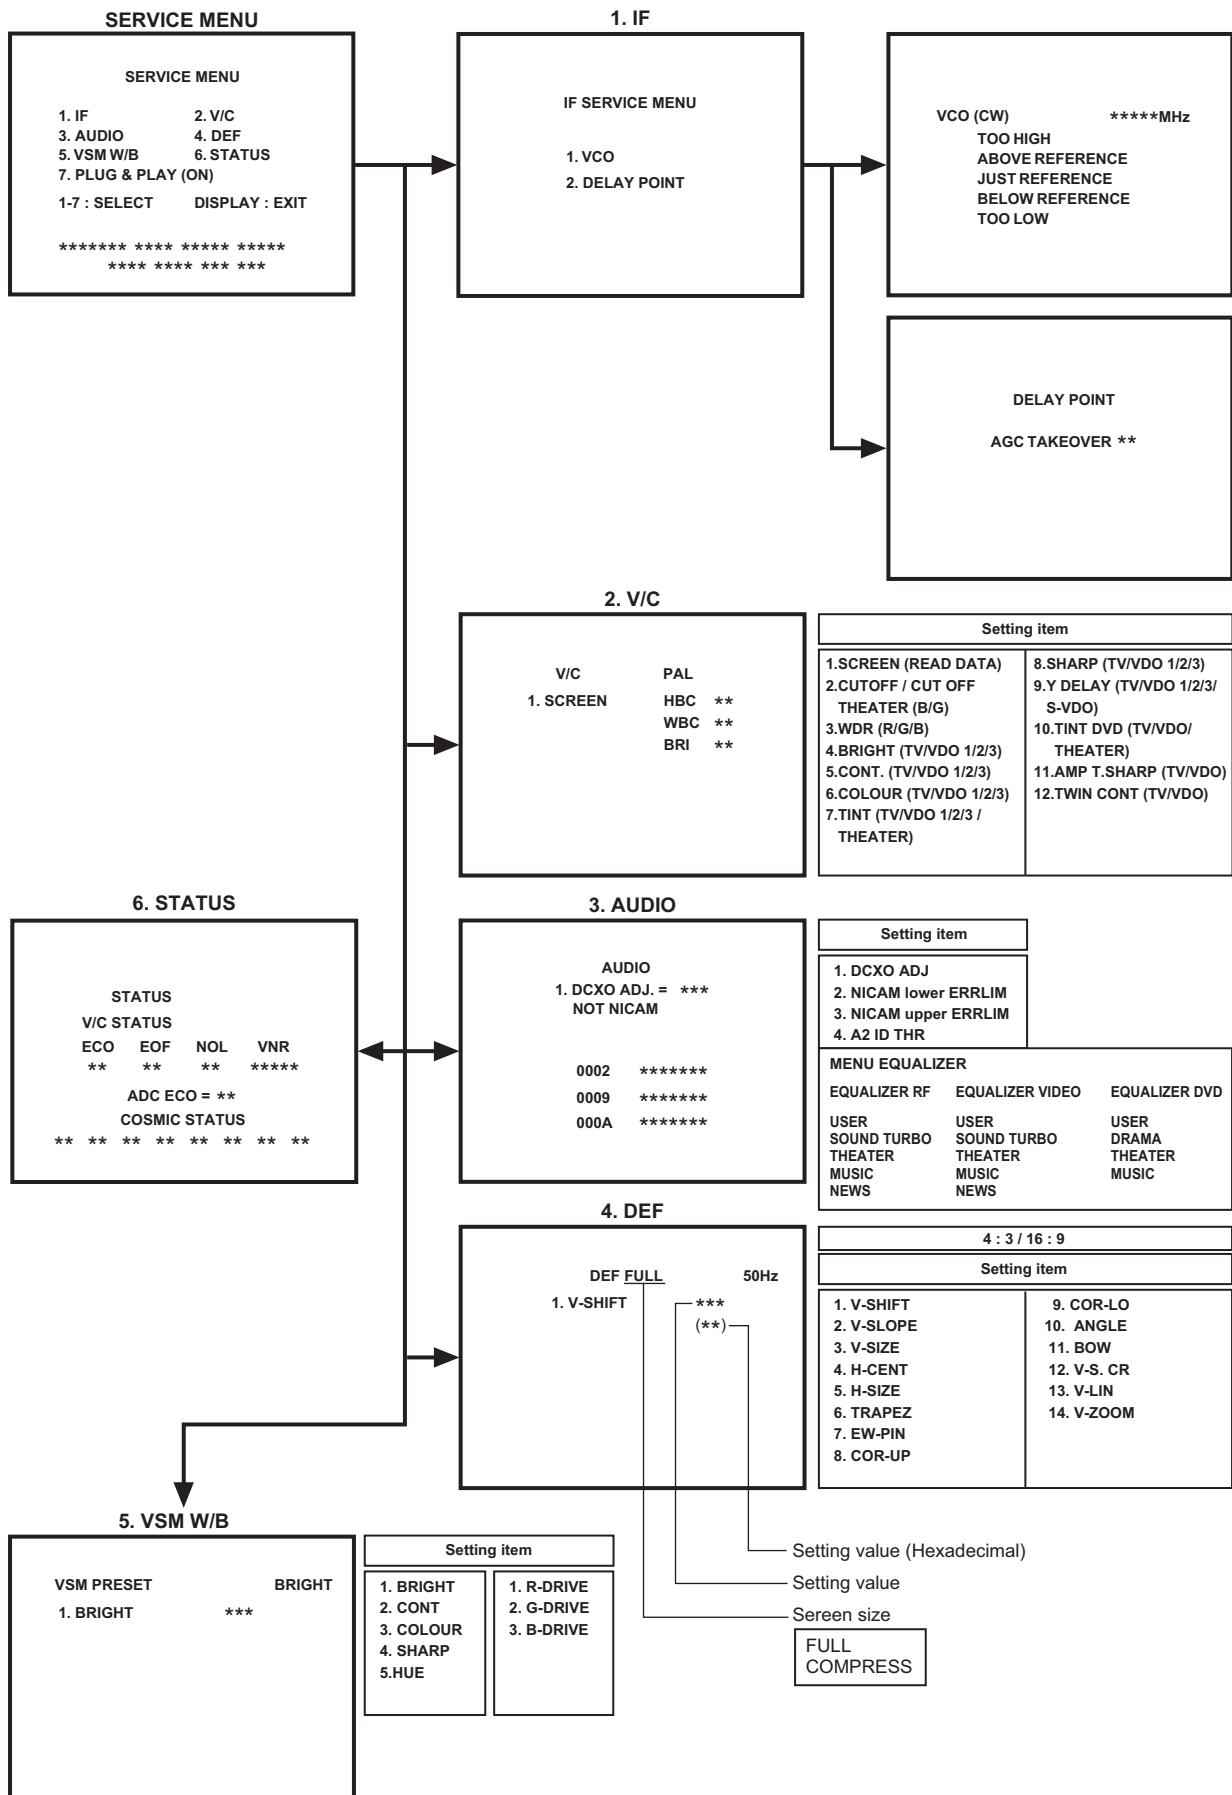 SERVICE MENU
SERVICE MENU
1. IF 2. V/C
3. AUDIO 4. DEF
5. VSM W/B 6. STATUS
7. PLUG & PLAY (ON)
1-7 : SELECT DISPLAY : EXIT
******* **** ***** *****
**** **** *** ***
1. IF
IF SERVICE MENU
1. VCO
2. DELAY POINT
VCO (CW) *****MHz
TOO HIGH
ABOVE REFERENCE
JUST REFERENCE
BELOW REFERENCE
TOO LOW
DELAY POINT
AGC TAKEOVER **
2. V/C
V/C PAL
1. SCREEN HBC **
WBC **
BRI **
Setting item
1.SCREEN (READ DATA)
2.CUTOFF / CUT OFF
THEATER (B/G)
3.WDR (R/G/B)
4.BRIGHT (TV/VDO 1/2/3)
5.CONT. (TV/VDO 1/2/3)
6.COLOUR (TV/VDO 1/2/3)
7.TINT (TV/VDO 1/2/3 /
THEATER)
8.SHARP (TV/VDO 1/2/3)
9.Y DELAY (TV/VDO 1/2/3/
S-VDO)
10.TINT DVD (TV/VDO/
THEATER)
11.AMP T.SHARP (TV/VDO)
12.TWIN CONT (TV/VDO)
6. STATUS
STATUS
V/C STATUS
ECO EOF NOL VNR
** ** ** *****
ADC ECO = **
COSMIC STATUS
** ** ** ** ** ** ** **
3. AUDIO
AUDIO
1. DCXO ADJ. = ***
NOT NICAM
0002 *******
0009 *******
000A *******
Setting item
1. DCXO ADJ
2. NICAM lower ERRLIM
3. NICAM upper ERRLIM
4. A2 ID THR
MENU EQUALIZER
EQUALIZER RF EQUALIZER VIDEO EQUALIZER DVD
USER USER USER
SOUND TURBO SOUND TURBO DRAMA
THEATER THEATER THEATER
MUSIC MUSIC MUSIC
NEWS NEWS
4. DEF
DEF FULL 50Hz
1. V-SHIFT ***
(**)
4 : 3 / 16 : 9
Setting item
1. V-SHIFT
2. V-SLOPE
3. V-SIZE
4. H-CENT
5. H-SIZE
6. TRAPEZ
7. EW-PIN
8. COR-UP
9. COR-LO
10. ANGLE
11. BOW
12. V-S. CR
13. V-LIN
14. V-ZOOM
Setting value (Hexadecimal)
Setting value
Sereen size
FULL
COMPRESS
5. VSM W/B
VSM PRESET BRIGHT
1. BRIGHT ***
Setting item
1. BRIGHT
2. CONT
3. COLOUR
4. SHARP
5.HUE
1. R-DRIVE
2. G-DRIVE
3. B-DRIVE